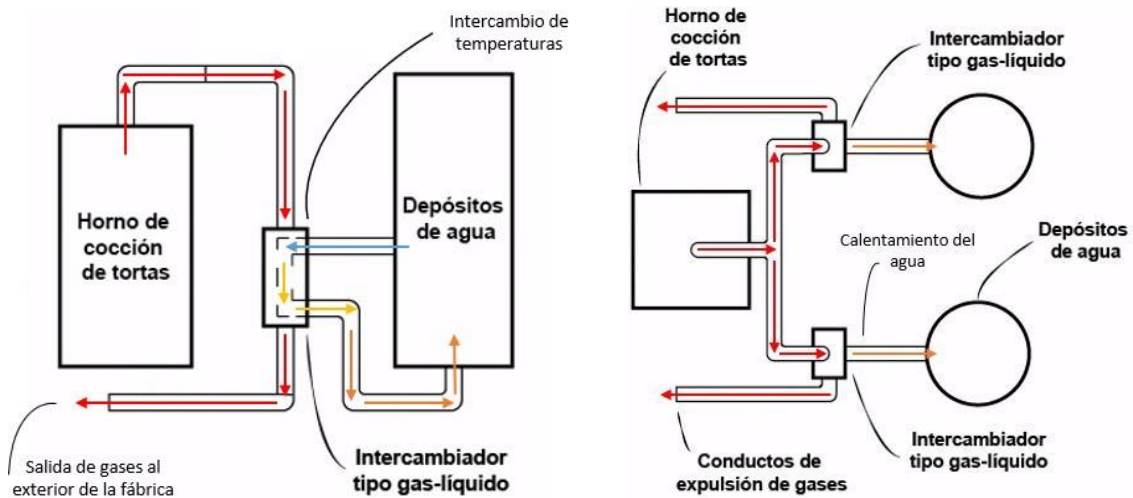 Intercambio de
temperaturas
Horno de
cocción
de tortas
Depósitos
de agua
Salida de gases al
exterior de la fábrica
Intercambiador
tipo gas-líquido
Horno de
cocción
de tortas
Intercambiador
tipo gas-líquido
Calentamiento del
agua
Depósitos de
agua
Conductos de
expulsión de gases
Intercambiador
tipo gas-líquido